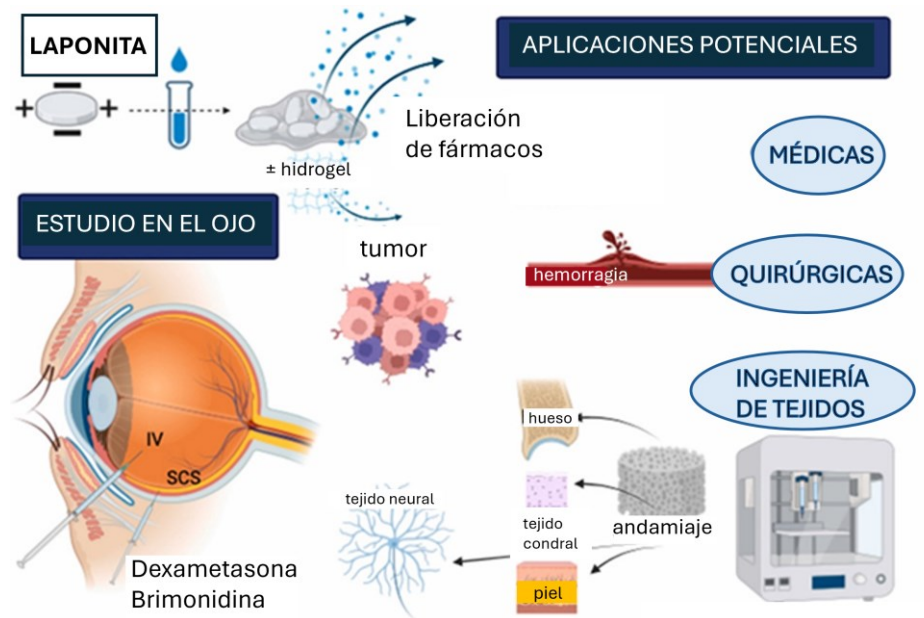 LAPONITA
APLICACIONES POTENCIALES
+
+
Liberación
de fármacos
± hidrogel
MÉDICAS
ESTUDIO EN EL OJO
tumor
hemorragia
QUIRÚRGICAS
INGENIERÍA
DE TEJIDOS
hueso
IV
SCS
tejido neural
tejido
condral
andamiaje
piel
Dexametasona
Brimonidina